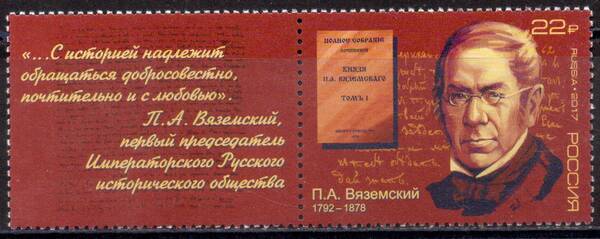 «...С историей надлежит
обращаться добросовестно,
почтительно и с любовью».
П.А. Вяземский,
первый председатель
Императорского Русского
исторического общества
ПОЛНОЕ СОБРАНІЕ
СОЧИНЕНІЙ
КНЯЗЯ
П.А. ВЯЗЕМСКАГО
ТОМЪ I
22₽
RUSSIA • 2017
РОССИЯ
П.А. Вяземский
1792 – 1878